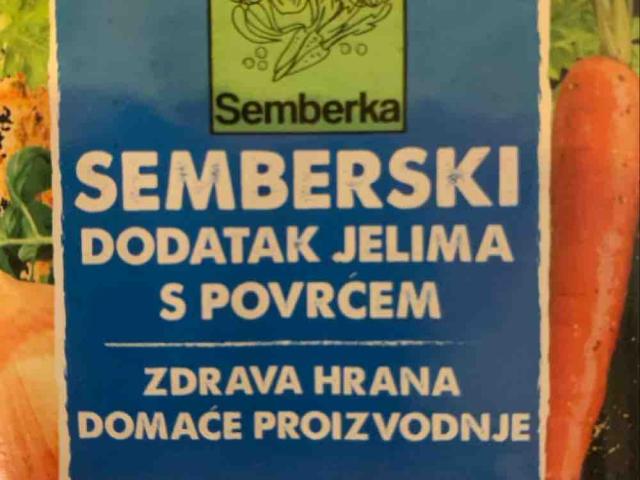 Semberka
SEMBERSKI
DODATAK JELIMA
S POVRĆEM
ZDRAVA HRANA
DOMAĆE PROIZVODNJE